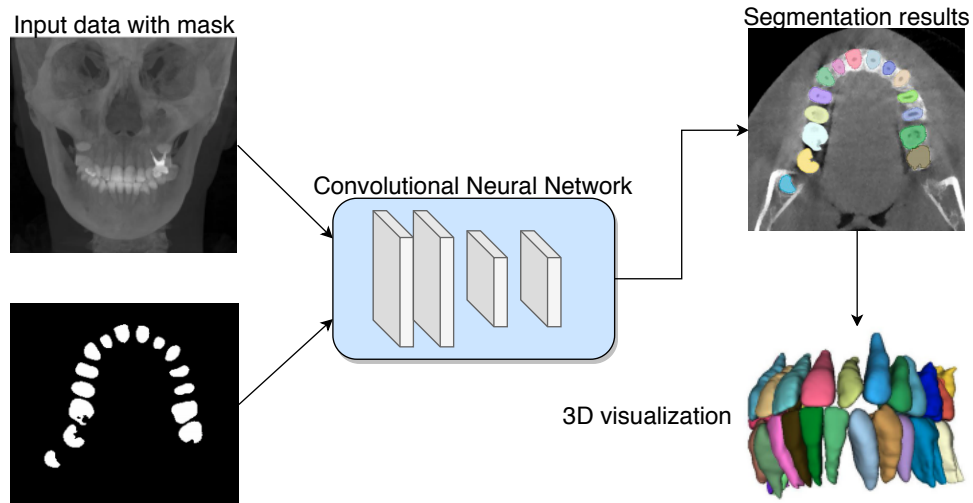 Input data with mask
Segmentation results
Convolutional Neural Network
3D visualization